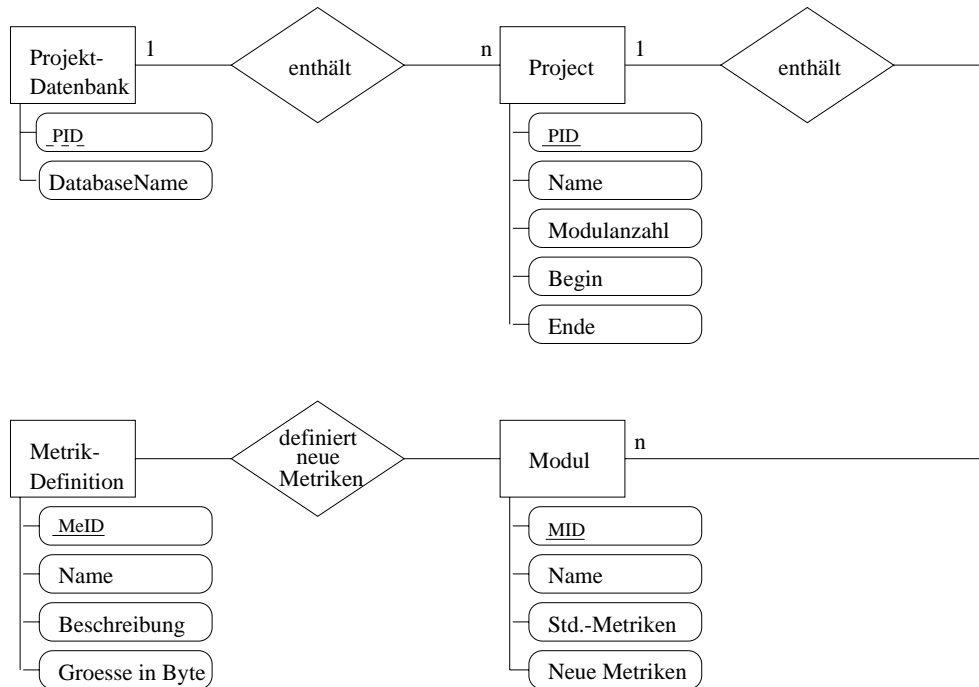 Projekt-
Datenbank
1
enthält
n
Project
1
enthält
PID
DatabaseName
PID
Name
Modulanzahl
Begin
Ende
Metrik-
Definition
definiert
neue
Metriken
Modul
n
MeID
Name
Beschreibung
Groesse in Byte
MID
Name
Std.-Metriken
Neue Metriken